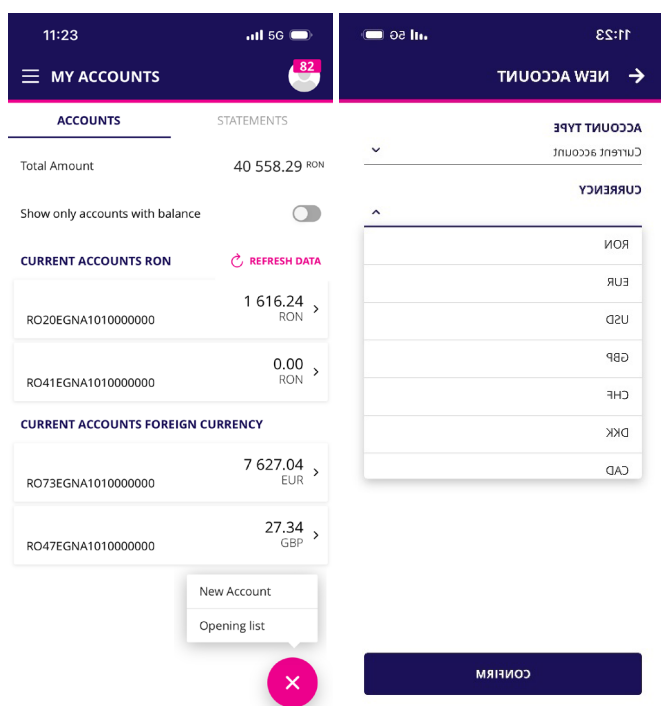 11:23
5G
MY ACCOUNTS
82
ACCOUNTS
STATEMENTS
Total Amount
40 558.29 RON
Show only accounts with balance
CURRENT ACCOUNTS RON
REFRESH DATA
1 616.24
RO20EGNA1010000000
RON
0.00
RO41EGNA1010000000
RON
CURRENT ACCOUNTS FOREIGN CURRENCY
7 627.04
RO73EGNA1010000000
EUR
27.34
RO47EGNA1010000000
GBP
New Account
Opening list
11:23
5G
NEW ACCOUNT
ACCOUNT TYPE
Current account
CURRENCY
RON
EUR
USD
GBP
CHF
DKK
CAD
CONFIRM